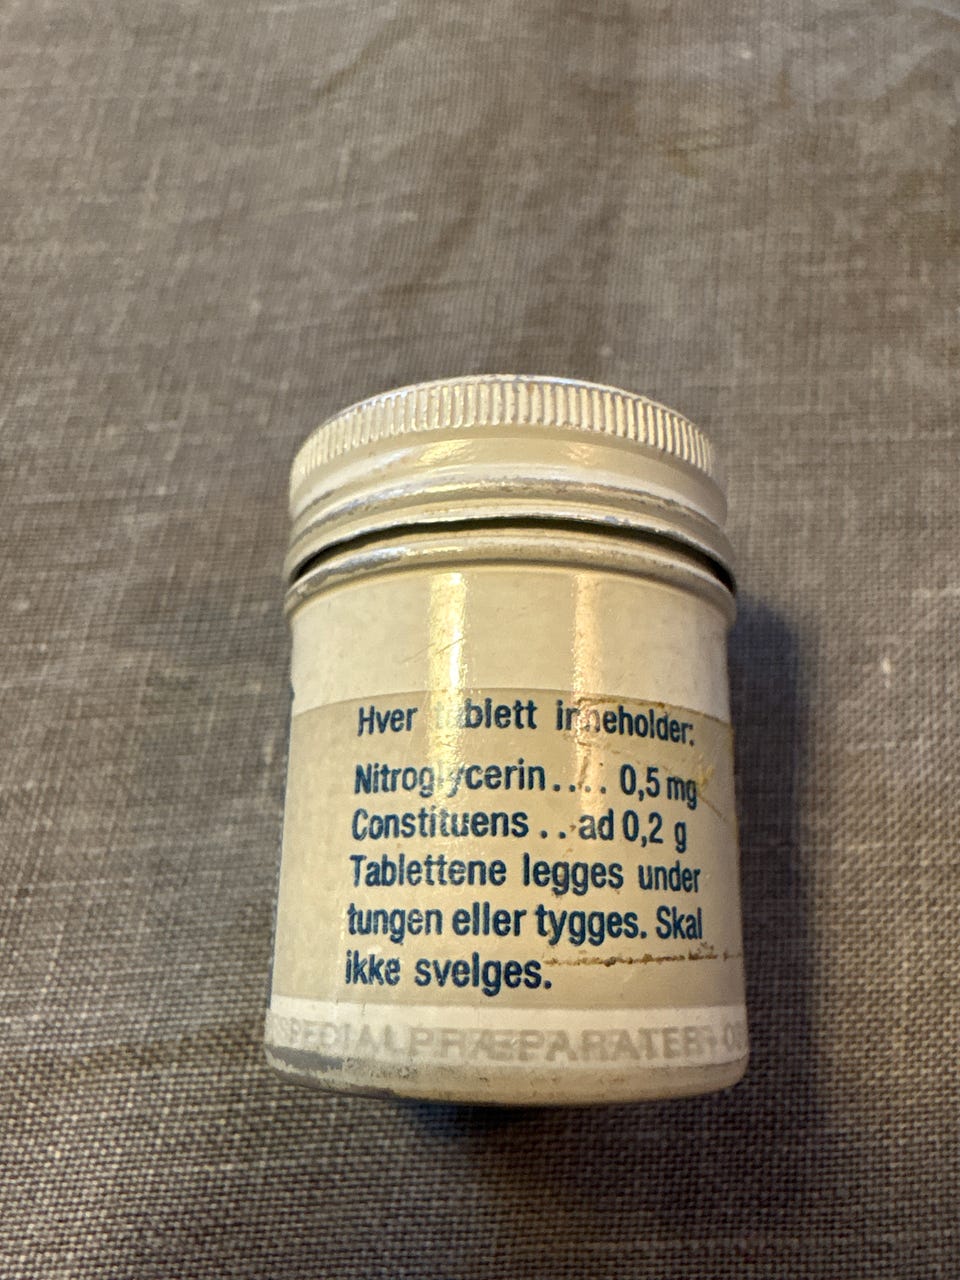 Hver tablett inneholder:
Nitroglycerin.... 0,5 mg
Constituens . . ad 0,2 g
Tablettene legges under
tungen eller tygges. Skal
ikke svelges.
SPECIALPRÆPARATER